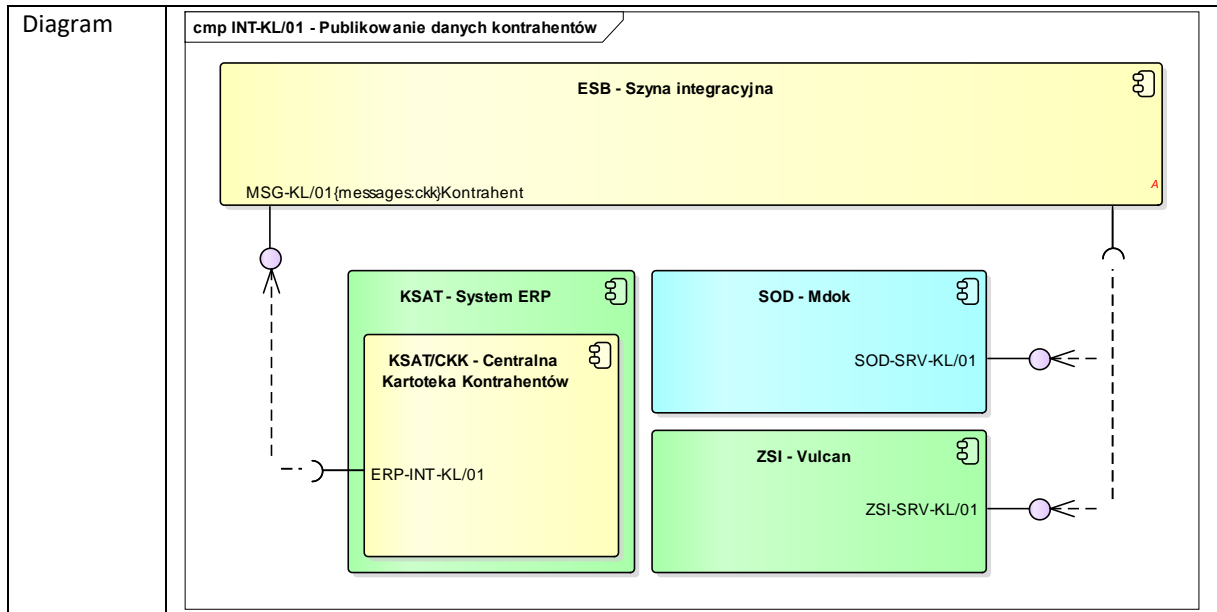 Diagram
cmp INT-KL/01 - Publikowanie danych kontrahentów
ESB - Szyna integracyjna
MSG-KL/01{messages:ckk}Kontrahent
A
KSAT - System ERP
KSAT/CKK - Centralna
Kartoteka Kontrahentów
ERP-INT-KL/01
SOD - Mdok
SOD-SRV-KL/01
ZSI - Vulcan
ZSI-SRV-KL/01